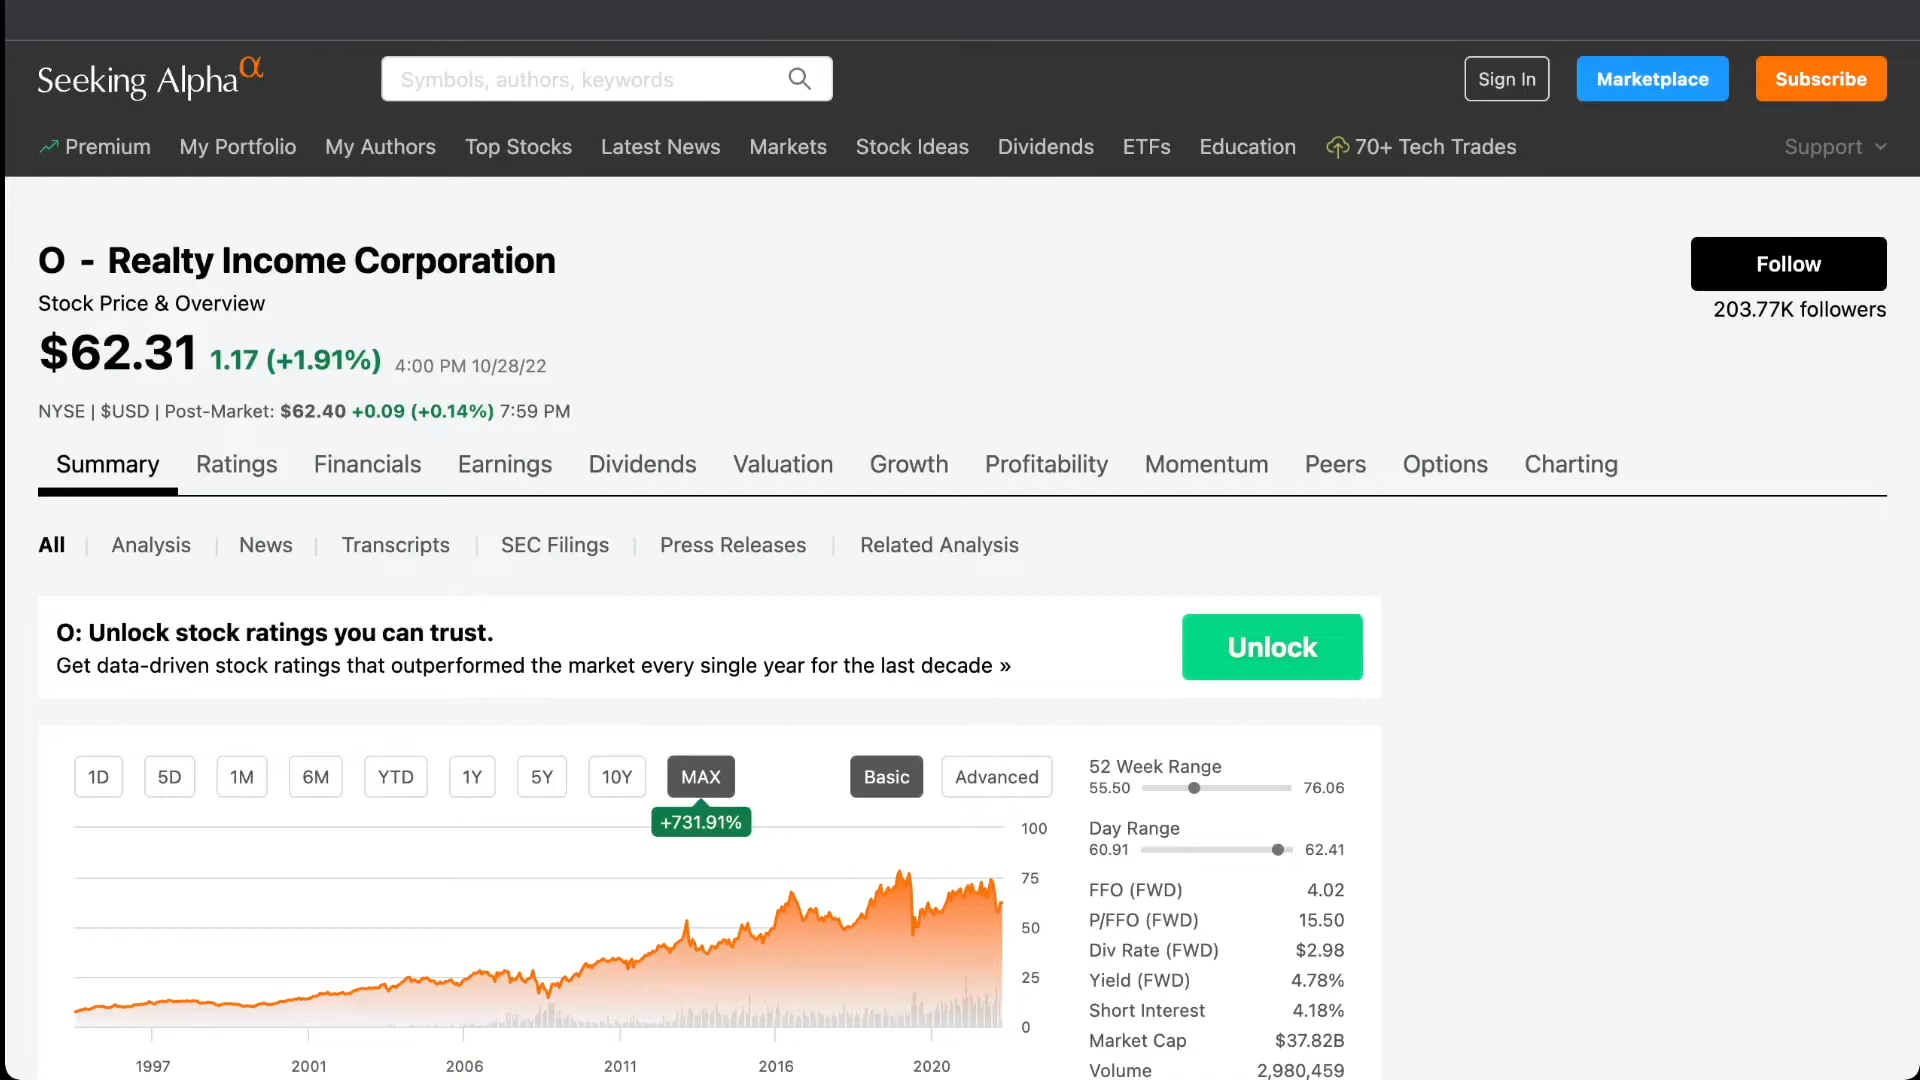 Seeking Alpha α
Symbols, authors, keywords
Sign In
Marketplace
Subscribe
Premium My Portfolio My Authors Top Stocks Latest News Markets Stock Ideas Dividends ETFs Education 70+ Tech Trades Support
O - Realty Income Corporation
Follow
Stock Price & Overview
203.77K followers
$62.31 1.17 (+1.91%) 4:00 PM 10/28/22
NYSE | $USD | Post-Market: $62.40 +0.09 (+0.14%) 7:59 PM
Summary Ratings Financials Earnings Dividends Valuation Growth Profitability Momentum Peers Options Charting
All | Analysis | News | Transcripts | SEC Filings | Press Releases | Related Analysis
O: Unlock stock ratings you can trust.
Get data-driven stock ratings that outperformed the market every single year for the last decade »
Unlock
1D 5D 1M 6M YTD 1Y 5Y 10Y MAX Basic Advanced
+731.91%
100
75
50
25
0
1997 2001 2006 2011 2016 2020
52 Week Range
55.50 76.06
Day Range
60.91 62.41
FFO (FWD) 4.02
P/FFO (FWD) 15.50
Div Rate (FWD) $2.98
Yield (FWD) 4.78%
Short Interest 4.18%
Market Cap $37.82B
Volume 2,980,459